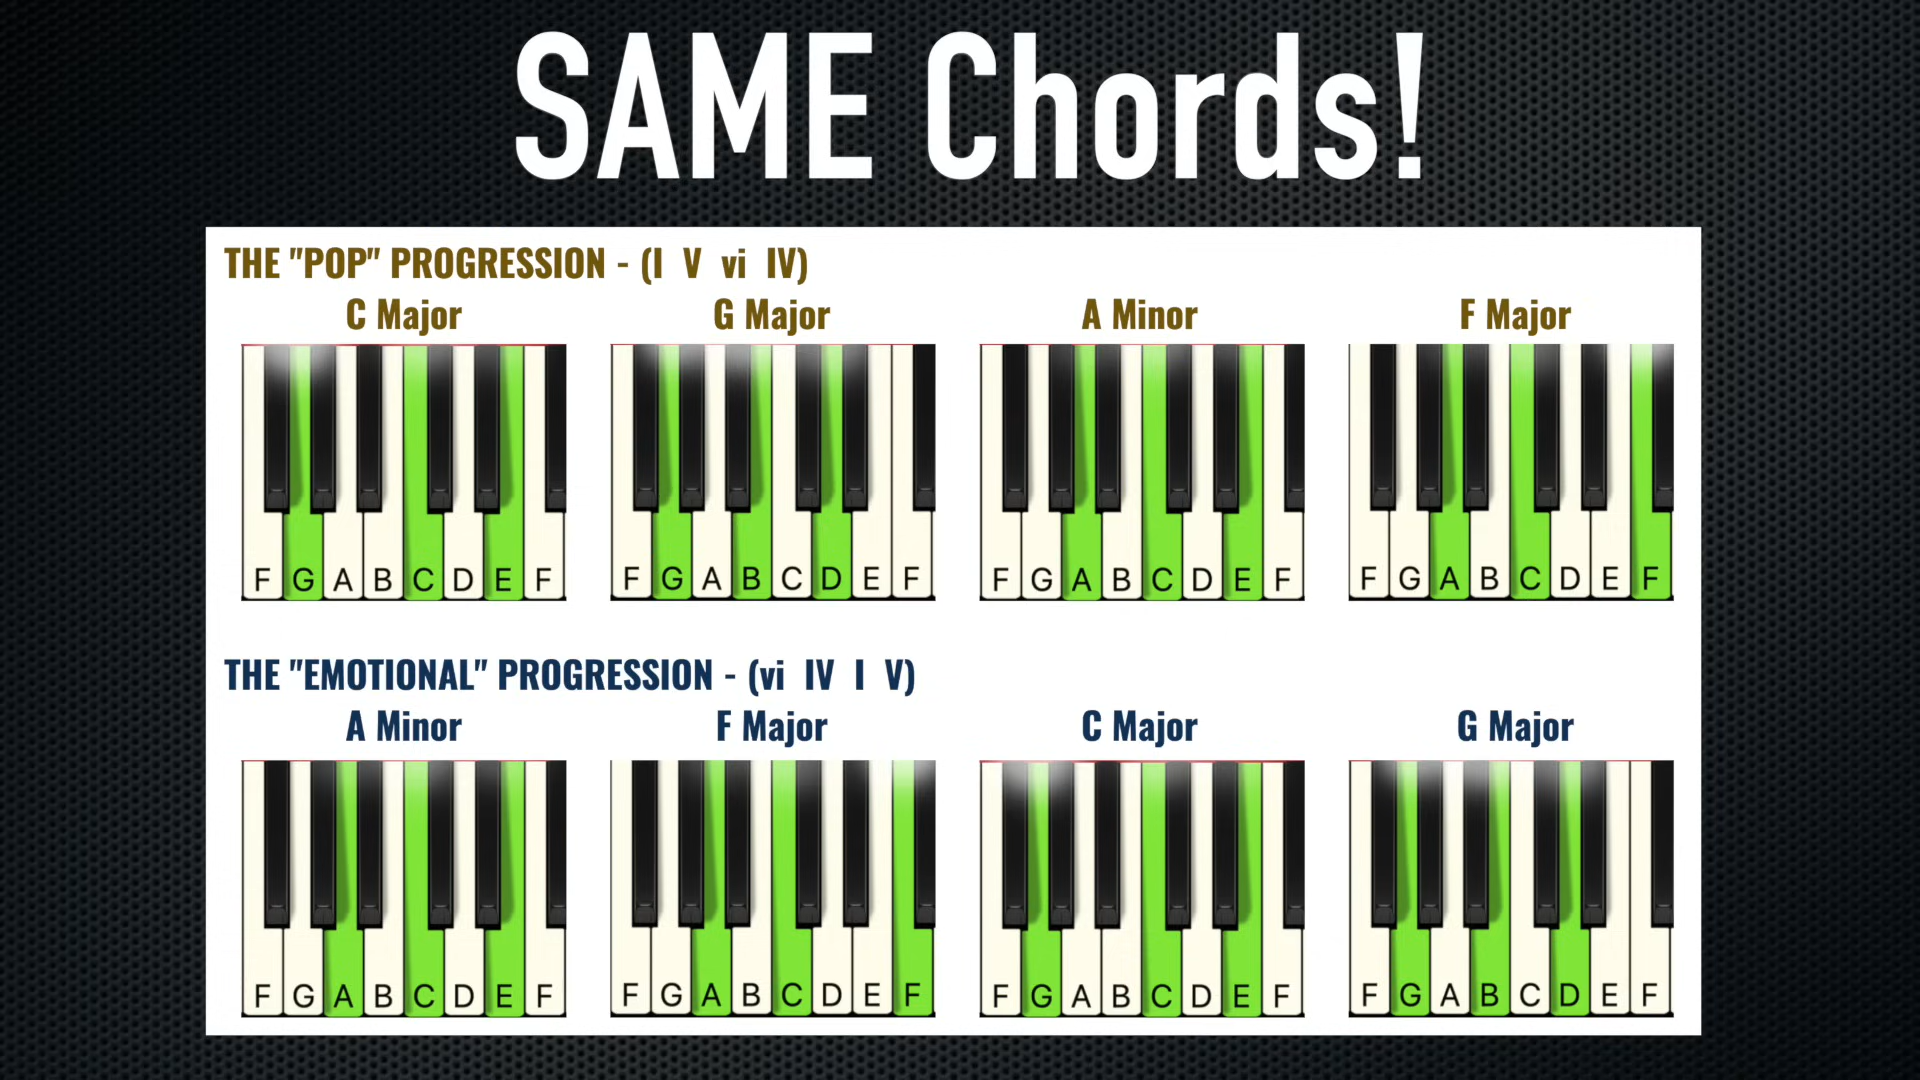 SAME Chords!
THE "POP" PROGRESSION - (I V vi IV)
C Major G Major A Minor F Major
F G A B C D E F F G A B C D E F F G A B C D E F F G A B C D E F
THE "EMOTIONAL" PROGRESSION - (vi IV I V)
A Minor F Major C Major G Major
F G A B C D E F F G A B C D E F F G A B C D E F F G A B C D E F